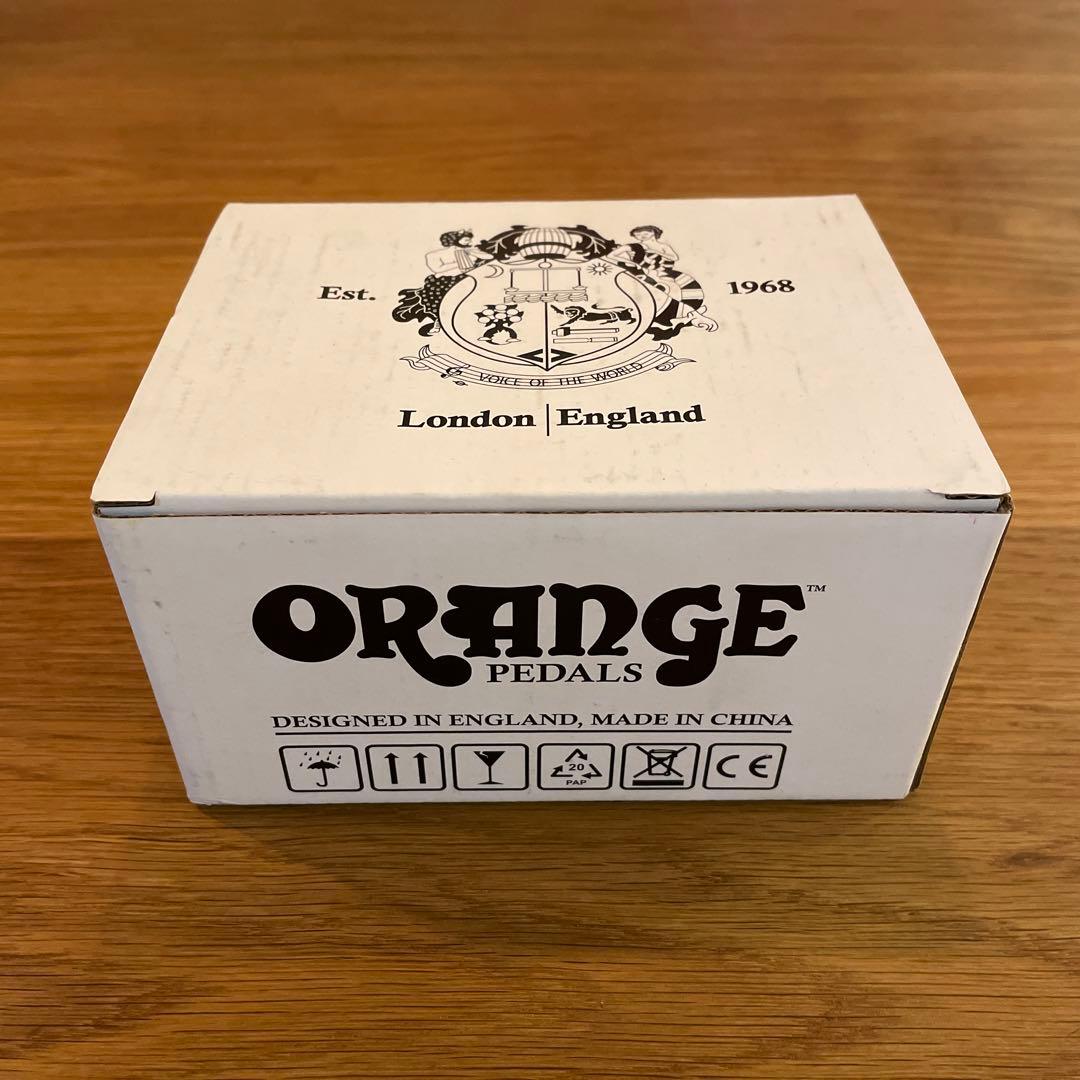 Est. 1968
VOICE OF THE WORLD
London | England
ORANGE™
PEDALS
DESIGNED IN ENGLAND, MADE IN CHINA
20
PAP
CE